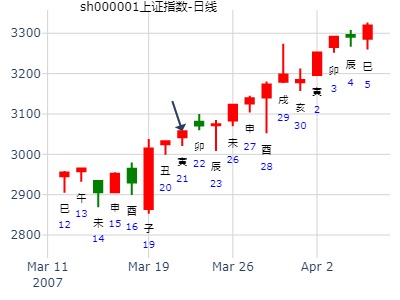 sh000001上证指数-日线
3300
3200
3100
3000
2900
2800
巳
12
午
13
未
14
申
15
酉
16
子
19
丑
20
寅
21
卯
22
辰
23
未
26
申
27
酉
28
戌
29
亥
30
寅
2
卯
3
辰
4
巳
5
Mar 11
2007
Mar 19
Mar 26
Apr 2